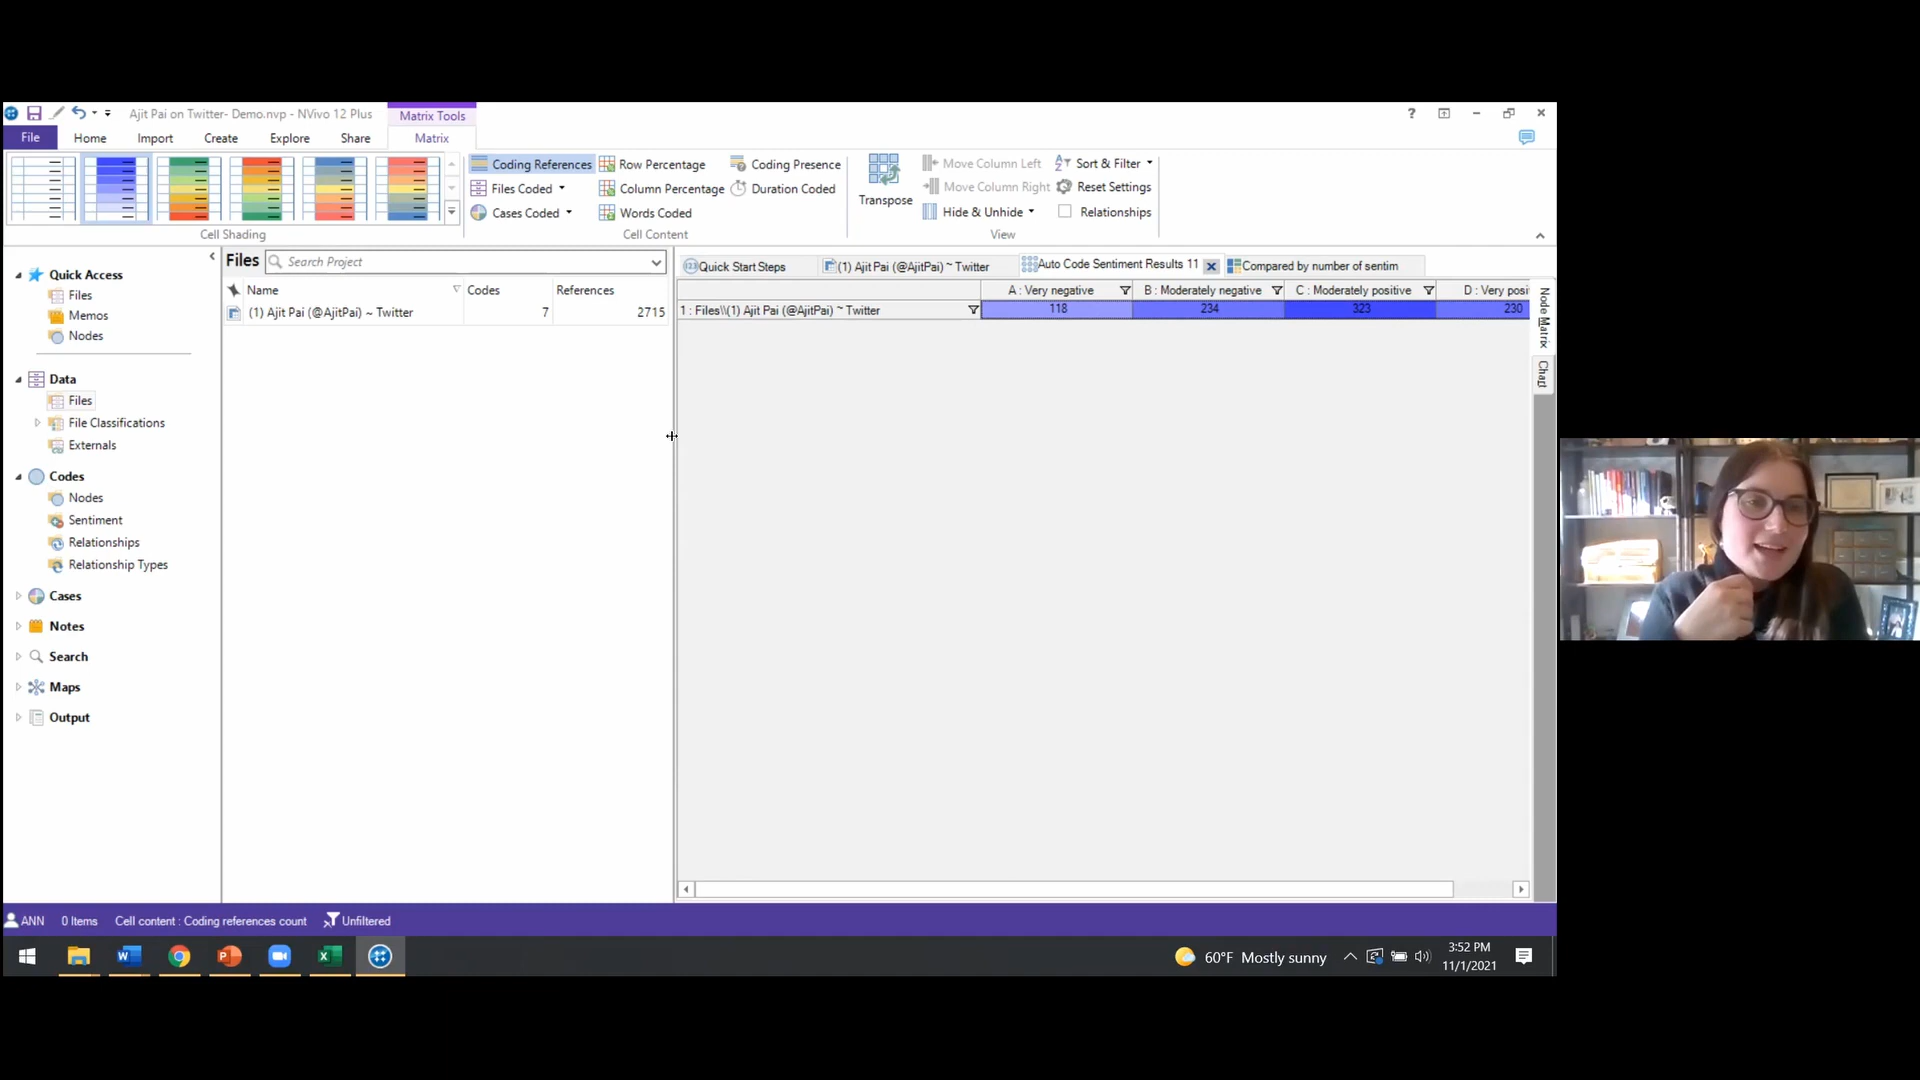 Ajit Pai on Twitter- Demo.nvp - NVivo 12 Plus
Matrix Tools
?
File
Home
Import
Create
Explore
Share
Matrix
Coding References
Row Percentage
Coding Presence
Files Coded
Column Percentage
Duration Coded
Cases Coded
Words Coded
Cell Shading
Cell Content
Transpose
Move Column Left
Move Column Right
Hide & Unhide
Sort & Filter
Reset Settings
Relationships
View
Quick Access
Files
Memos
Nodes
Data
Files
File Classifications
Externals
Codes
Nodes
Sentiment
Relationships
Relationship Types
Cases
Notes
Search
Maps
Output
Files
Search Project
Name Codes References
(1) Ajit Pai (@AjitPai) ~ Twitter 7 2715
Quick Start Steps
(1) Ajit Pai (@AjitPai) ~ Twitter
Auto Code Sentiment Results 11
Compared by number of sentim
A : Very negative B : Moderately negative C : Moderately positive D : Very posi
1 : Files\\(1) Ajit Pai (@AjitPai) ~ Twitter 118 234 323 230
Node Matrix
Chart
ANN 0 Items Cell content : Coding references count Unfiltered
60°F Mostly sunny
3:52 PM
11/1/2021